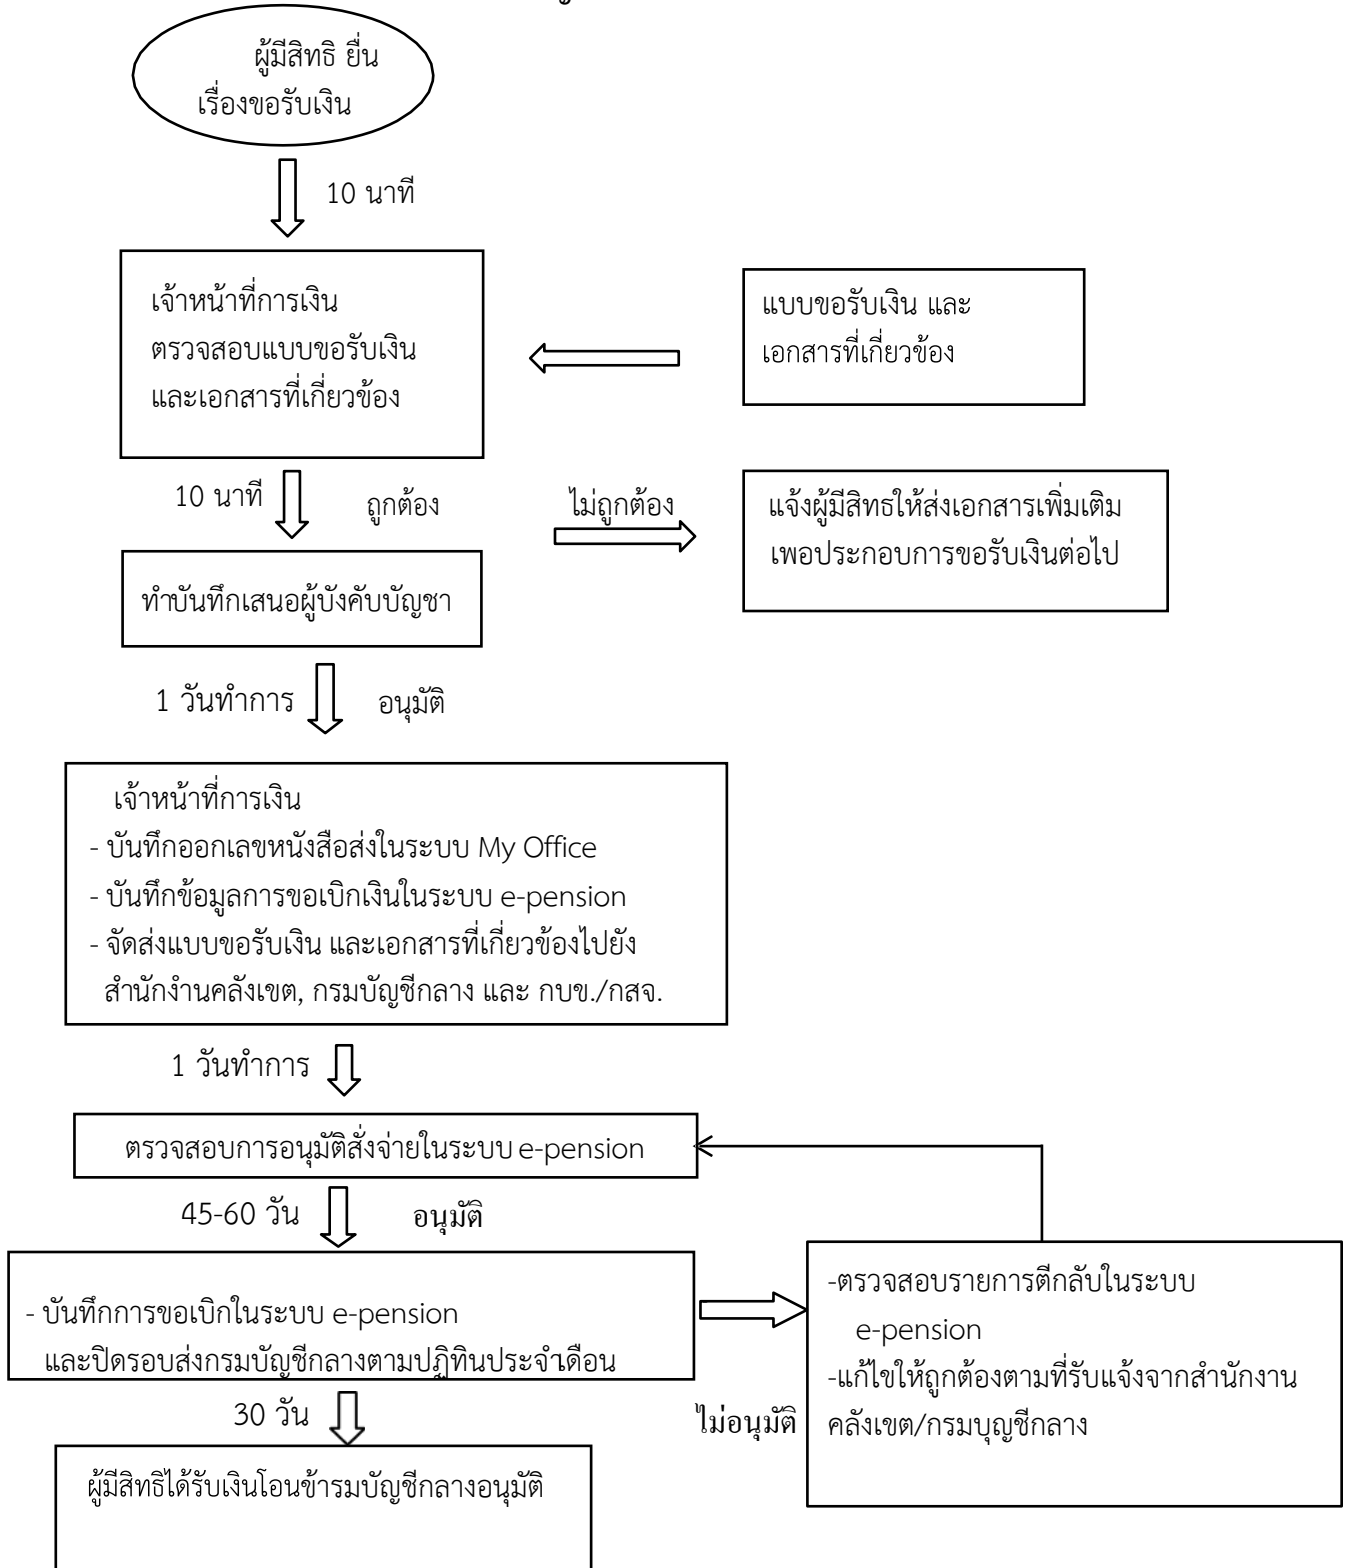 ผู้มีสิทธิ ยื่น
เรื่องขอรับเงิน
10 นาที
เจ้าหน้าที่การเงิน
ตรวจสอบแบบขอรับเงิน
และเอกสารที่เกี่ยวข้อง
แบบขอรับเงิน และ
เอกสารที่เกี่ยวข้อง
10 นาที
ถูกต้อง
ไม่ถูกต้อง
แจ้งผู้มีสิทธให้ส่งเอกสารเพิ่มเติม
เพอประกอบการขอรับเงินต่อไป
ทำบันทึกเสนอผู้บังคับบัญชา
1 วันทำการ
อนุมัติ
เจ้าหน้าที่การเงิน
- บันทึกออกเลขหนังสือส่งในระบบ My Office
- บันทึกข้อมูลการขอเบิกเงินในระบบ e-pension
- จัดส่งแบบขอรับเงิน และเอกสารที่เกี่ยวข้องไปยัง
สำนักงำนคลังเขต, กรมบัญชีกลาง และ กบข./กสจ.
1 วันทำการ
ตรวจสอบการอนุมัติสั่งจ่ายในระบบ e-pension
45-60 วัน
อนุมัติ
- บันทึกการขอเบิกในระบบ e-pension
และปิดรอบส่งกรมบัญชีกลางตามปฏิทินประจำเดือน
-ตรวจสอบรายการตีกลับในระบบ
e-pension
-แก้ไขให้ถูกต้องตามที่รับแจ้งจากสำนักงาน
คลังเขต/กรมบุญชีกลาง
30 วัน
ไม่อนุมัติ
ผู้มีสิทธิได้รับเงินโอนข้ารมบัญชีกลางอนุมัติ